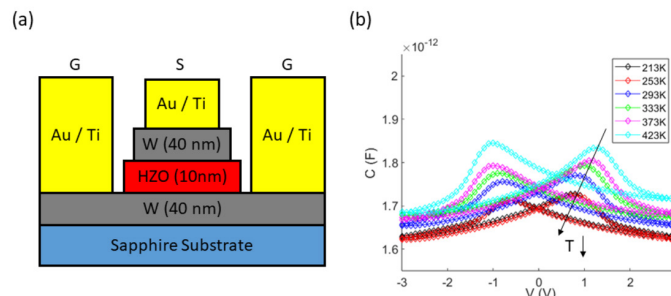 (a)
G S G
Au / Ti
Au / Ti
Au / Ti
W (40 nm)
HZO (10nm)
W (40 nm)
Sapphire Substrate
(b)
×10⁻¹²
2
1.9
1.8
1.7
1.6
C (F)
-3 -2 -1 0 1 2
V (V)
213K
253K
293K
333K
373K
423K
T